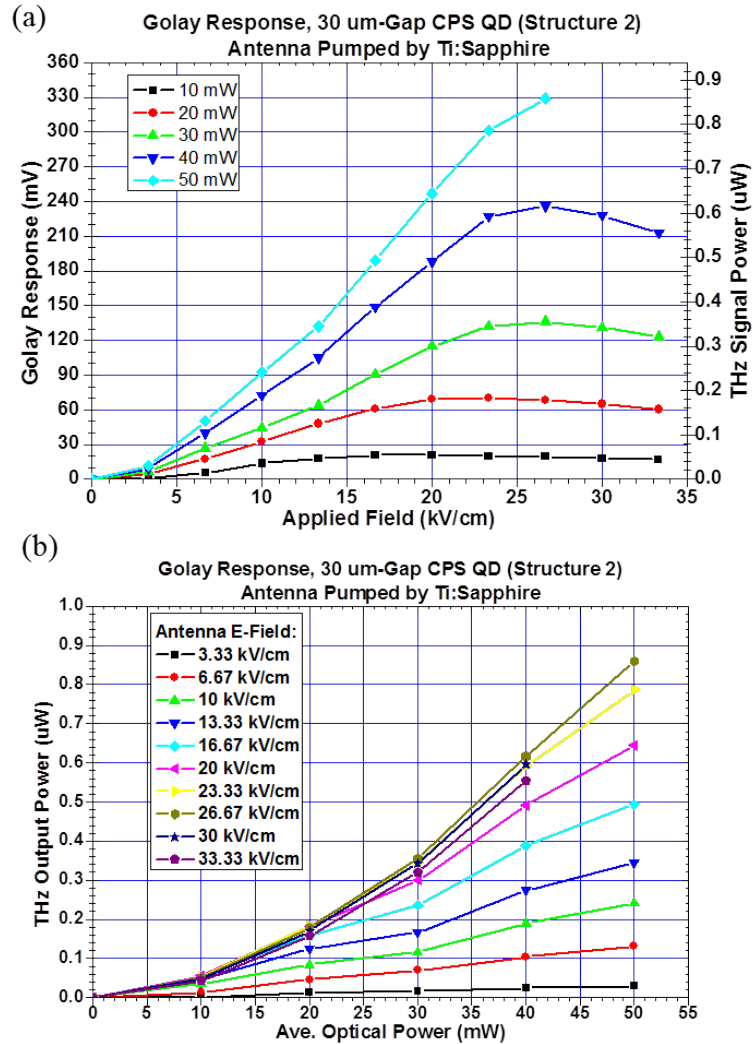 (a)
Golay Response, 30 um-Gap CPS QD (Structure 2)
Antenna Pumped by Ti:Sapphire
Golay Response (mV)
360
330
300
270
240
210
180
150
120
90
60
30
0
10 mW
20 mW
30 mW
40 mW
50 mW
0.9
0.8
0.7
0.6
0.5
0.4
0.3
0.2
0.1
0.0
THz Signal Power (uW)
0 5 10 15 20 25 30 35
Applied Field (kV/cm)
(b)
Golay Response, 30 um-Gap CPS QD (Structure 2)
Antenna Pumped by Ti:Sapphire
THz Output Power (uW)
1.0
0.9
0.8
0.7
0.6
0.5
0.4
0.3
0.2
0.1
0.0
Antenna E-Field:
3.33 kV/cm
6.67 kV/cm
10 kV/cm
13.33 kV/cm
16.67 kV/cm
20 kV/cm
23.33 kV/cm
26.67 kV/cm
30 kV/cm
33.33 kV/cm
0 5 10 15 20 25 30 35 40 45 50 55
Ave. Optical Power (mW)